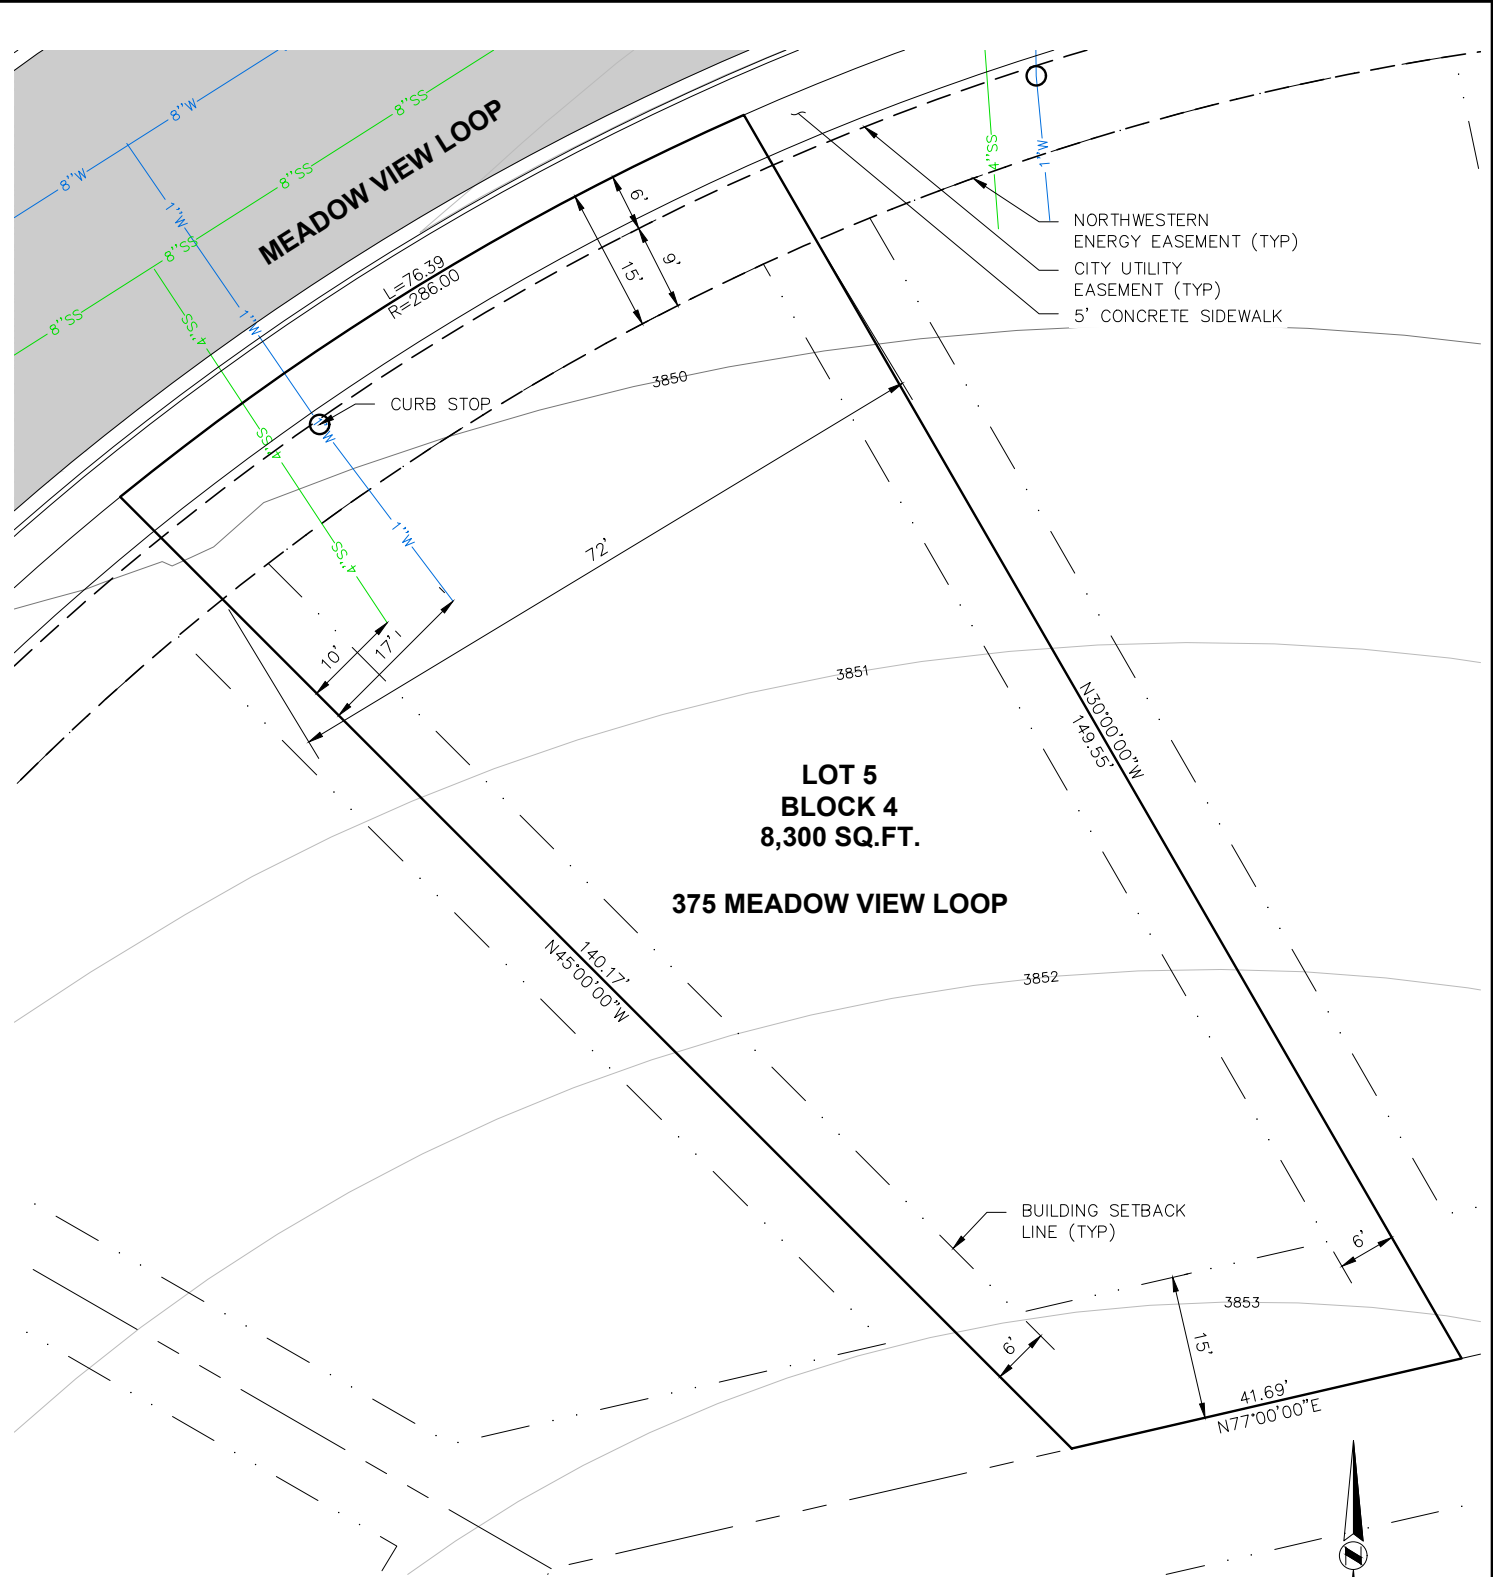 8''W
8''W
8''SS
8''SS
8''SS
8''SS
MEADOW VIEW LOOP
1''W
1''W
1''W
1''W
4''SS
4''SS
4''SS
4''SS
1''W
L=76.39
R=286.00
6'
9'
15'
NORTHWESTERN
ENERGY EASEMENT (TYP)
CITY UTILITY
EASEMENT (TYP)
5' CONCRETE SIDEWALK
3850
CURB STOP
72'
10'
17'
3851
N30°00'00"W
149.55'
LOT 5
BLOCK 4
8,300 SQ.FT.
375 MEADOW VIEW LOOP
140.17'
N45°00'00"W
3852
BUILDING SETBACK
LINE (TYP)
6'
3853
6'
15'
41.69'
N77°00'00"E
N